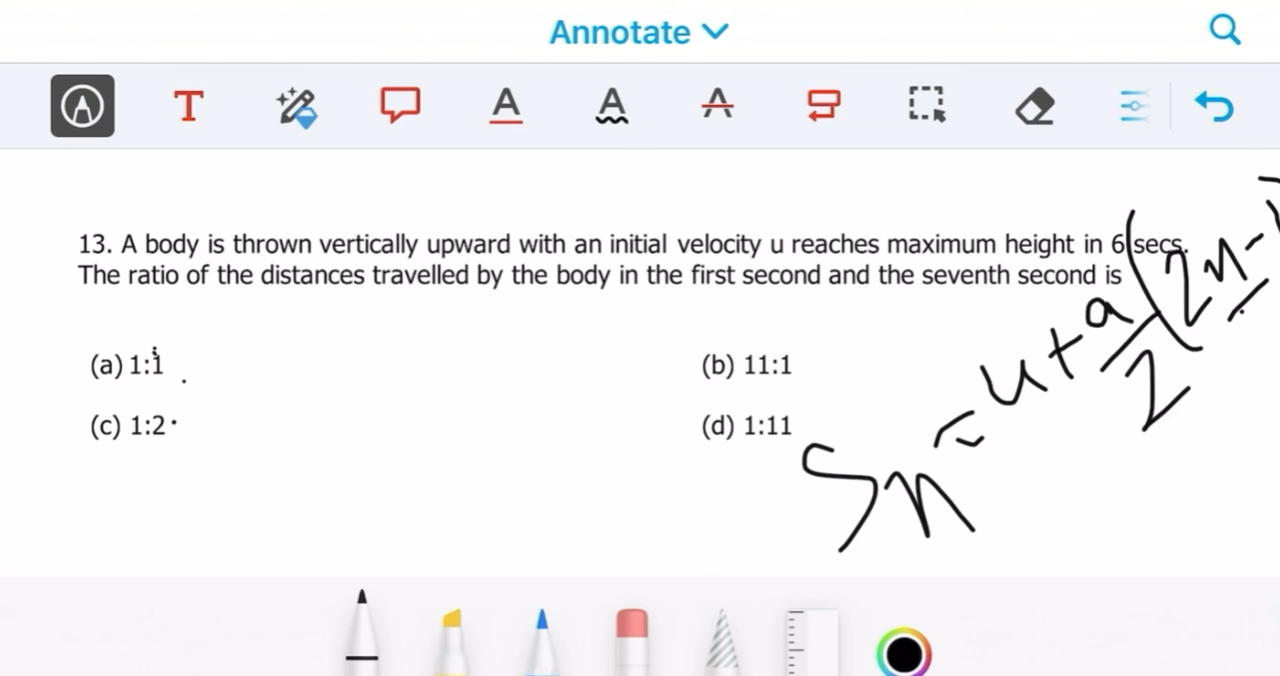 Annotate
T
A
A
A
13. A body is thrown vertically upward with an initial velocity u reaches maximum height in 6 secs.
The ratio of the distances travelled by the body in the first second and the seventh second is
(a) 1:1
(b) 11:1
(c) 1:2
(d) 1:11
Sn = u + a/2 (2n-1)